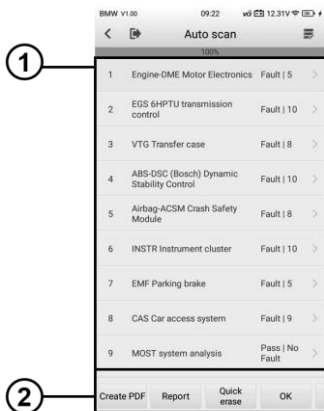 BMW V1.00 09:22 12.31V
Auto scan
100%
1 Engine-DME Motor Electronics Fault | 5
2 EGS 6HPTU transmission
control Fault | 10
3 VTG Transfer case Fault | 8
4 ABS-DSC (Bosch) Dynamic
Stability Control Fault | 10
5 Airbag-ACSM Crash Safety
Module Fault | 8
6 INSTR Instrument cluster Fault | 10
7 EMF Parking brake Fault | 5
8 CAS Car access system Fault | 9
9 MOST system analysis Pass | No
Fault
Create PDF Report Quick
erase OK
1
2